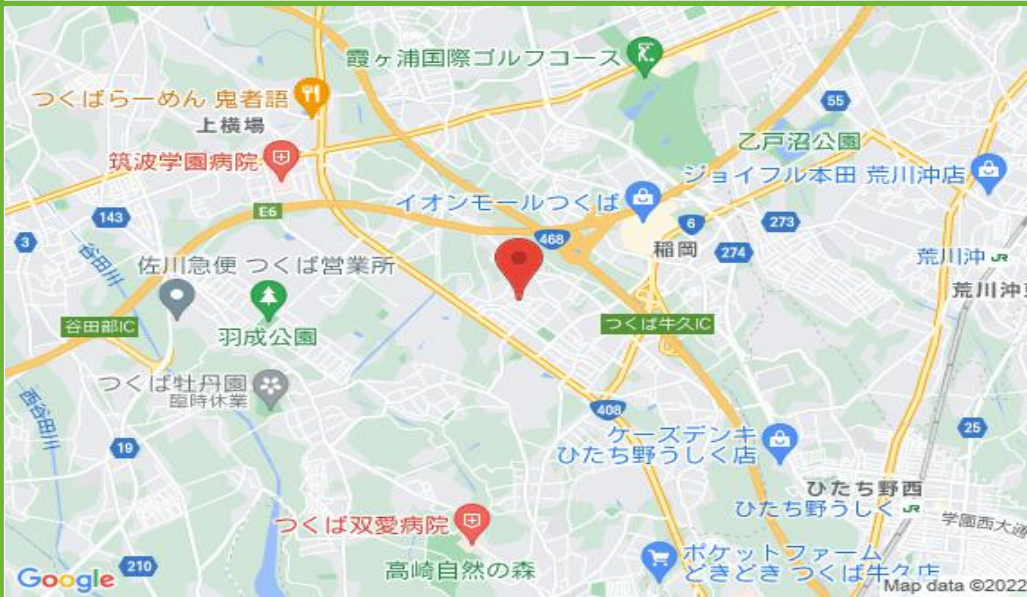 霞ヶ浦国際ゴルフコース
つくばらーめん 鬼者語
上横場
55
乙戸沼公園
筑波学園病院
ジョイフル本田 荒川沖店
イオンモールつくば
143
E6
6
273
3
468
稲岡
274
谷田川
佐川急便 つくば営業所
荒川沖 JR
荒川沖東
谷田部IC
羽成公園
つくば牛久IC
つくば牡丹園
臨時休業
西谷田川
408
19
25
ケーズデンキ
ひたち野うしく店
ひたち野西
ひたち野うしく JR
つくば双愛病院
学園西大通
210
高崎自然の森
ポケットファーム
どきどき つくば牛久店
Google
Map data ©2022